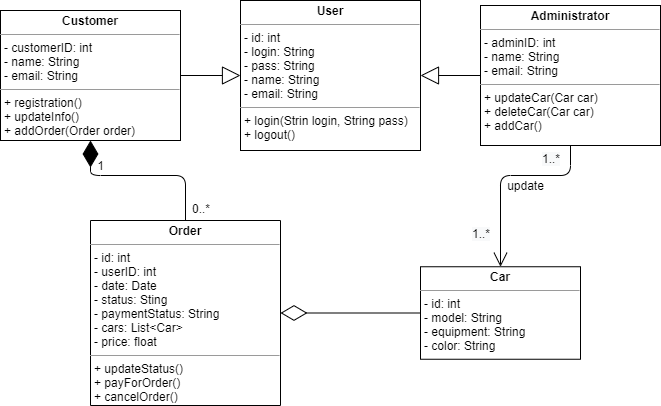 Customer
- customerID: int
- name: String
- email: String
+ registration()
+ updateInfo()
+ addOrder(Order order)
User
- id: int
- login: String
- pass: String
- name: String
- email: String
+ login(Strin login, String pass)
+ logout()
Administrator
- adminID: int
- name: String
- email: String
+ updateCar(Car car)
+ deleteCar(Car car)
+ addCar()
1
0..*
1..*
update
1..*
Order
- id: int
- userID: int
- date: Date
- status: Sting
- paymentStatus: String
- cars: List<Car>
- price: float
+ updateStatus()
+ payForOrder()
+ cancelOrder()
Car
- id: int
- model: String
- equipment: String
- color: String